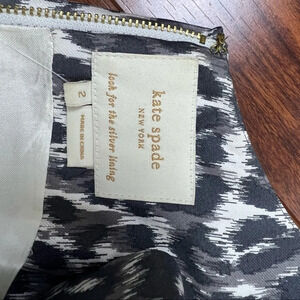 kate spade
NEW YORK
look for the silver lining
2
MADE IN CHINA